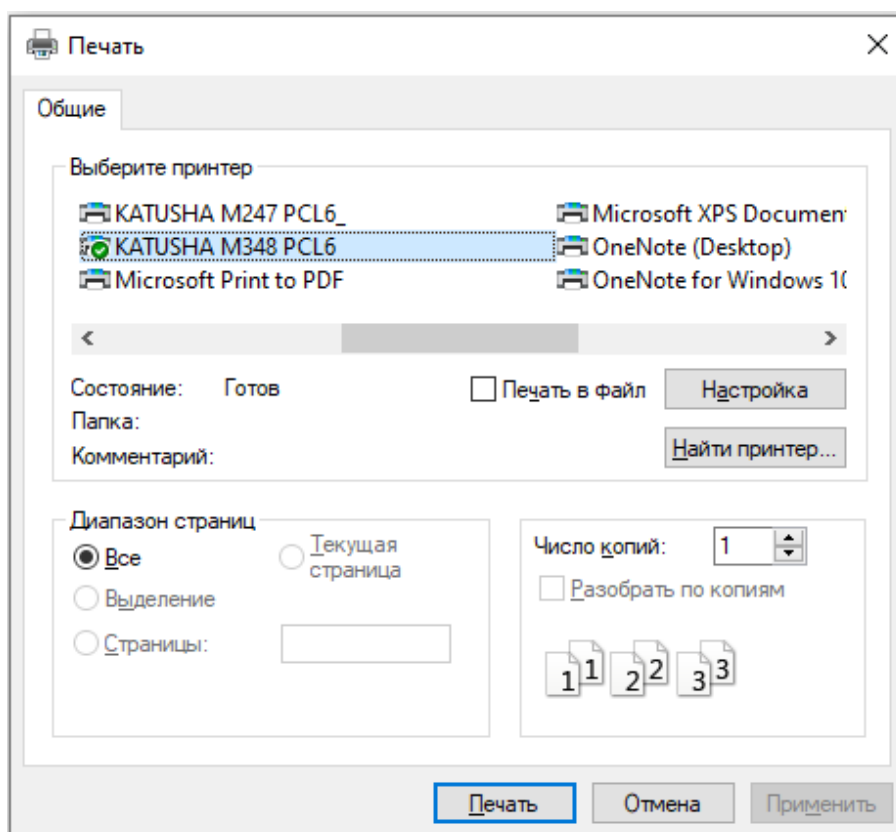 Печать
Общие
Выберите принтер
KATUSHA M247 PCL6_
KATUSHA M348 PCL6
Microsoft Print to PDF
Microsoft XPS Documen
OneNote (Desktop)
OneNote for Windows 10
Состояние: Готов
Печать в файл
Настройка
Папка:
Комментарий:
Найти принтер...
Диапазон страниц
Все
Текущая
страница
Выделение
Страницы:
Число копий: 1
Разобрать по копиям
1 1 2 2 3 3
Печать Отмена Применить